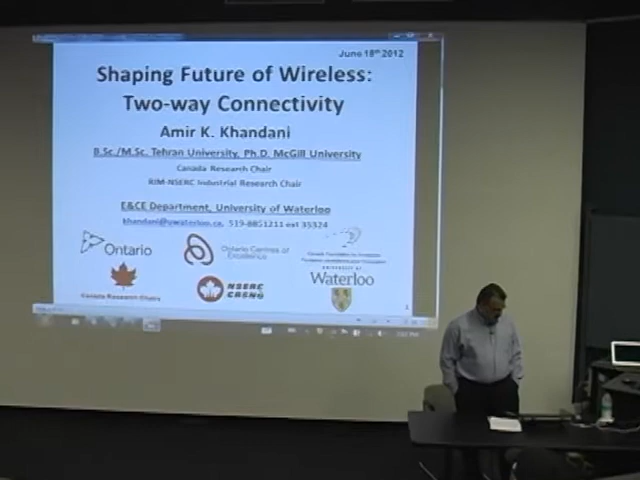 June 18th 2012
Shaping Future of Wireless:
Two-way Connectivity
Amir K. Khandani
B.Sc./M.Sc. Tehran University, Ph.D. McGill University
Canada Research Chair
RIM-NSERC Industrial Research Chair
E&CE Department, University of Waterloo
khandani@uwaterloo.ca, 519-8851211 ext 35324
Ontario
Ontario Centres of
Excellence
Canada Research Chairs
NSERC
CRSNG
UNIVERSITY OF
Waterloo